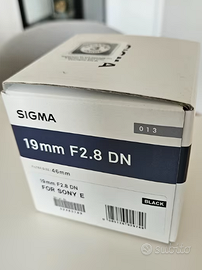 SIGMA
013
19mm F2.8 DN
46mm
19mm F2.8 DN
FOR SONY E
BLACK